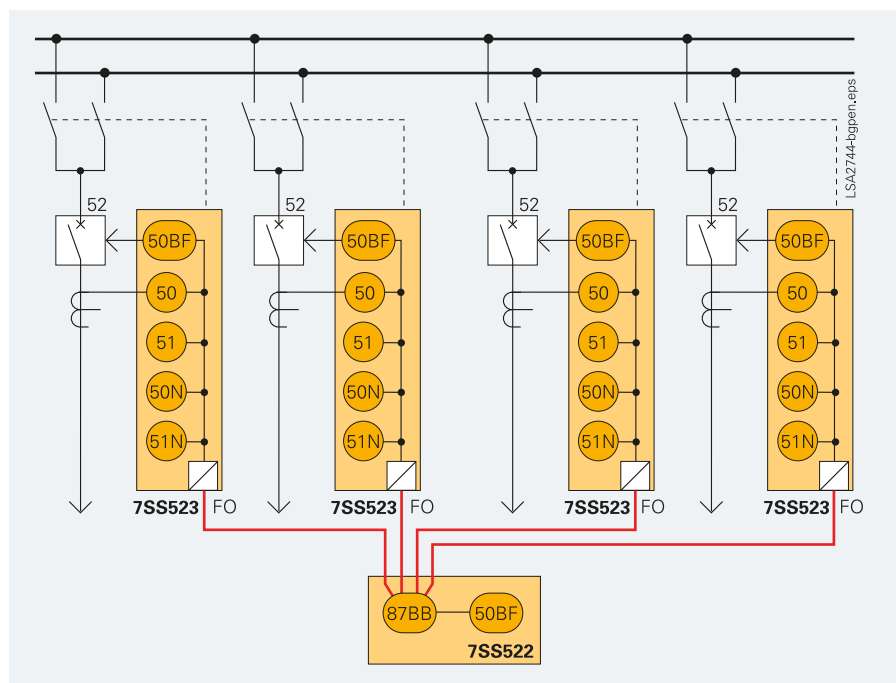 LSA2744-bgpen.eps
52 52 52 52
50BF 50BF 50BF 50BF
50 50 50 50
51 51 51 51
50N 50N 50N 50N
51N 51N 51N 51N
7SS523 FO 7SS523 FO 7SS523 FO 7SS523 FO
87BB 50BF
7SS522